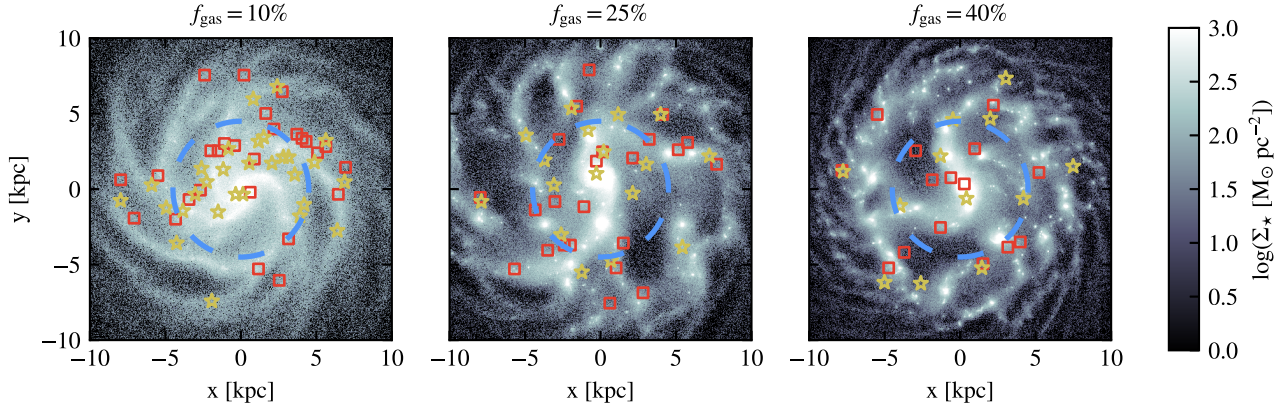 f_gas = 10%
f_gas = 25%
f_gas = 40%
y [kpc]
10
5
0
−5
−10
−10 −5 0 5 10
x [kpc]
−10 −5 0 5 10
x [kpc]
−10 −5 0 5 10
x [kpc]
3.0
2.5
2.0
1.5
1.0
0.5
0.0
log(Σ⋆ [M⊙ pc⁻²]